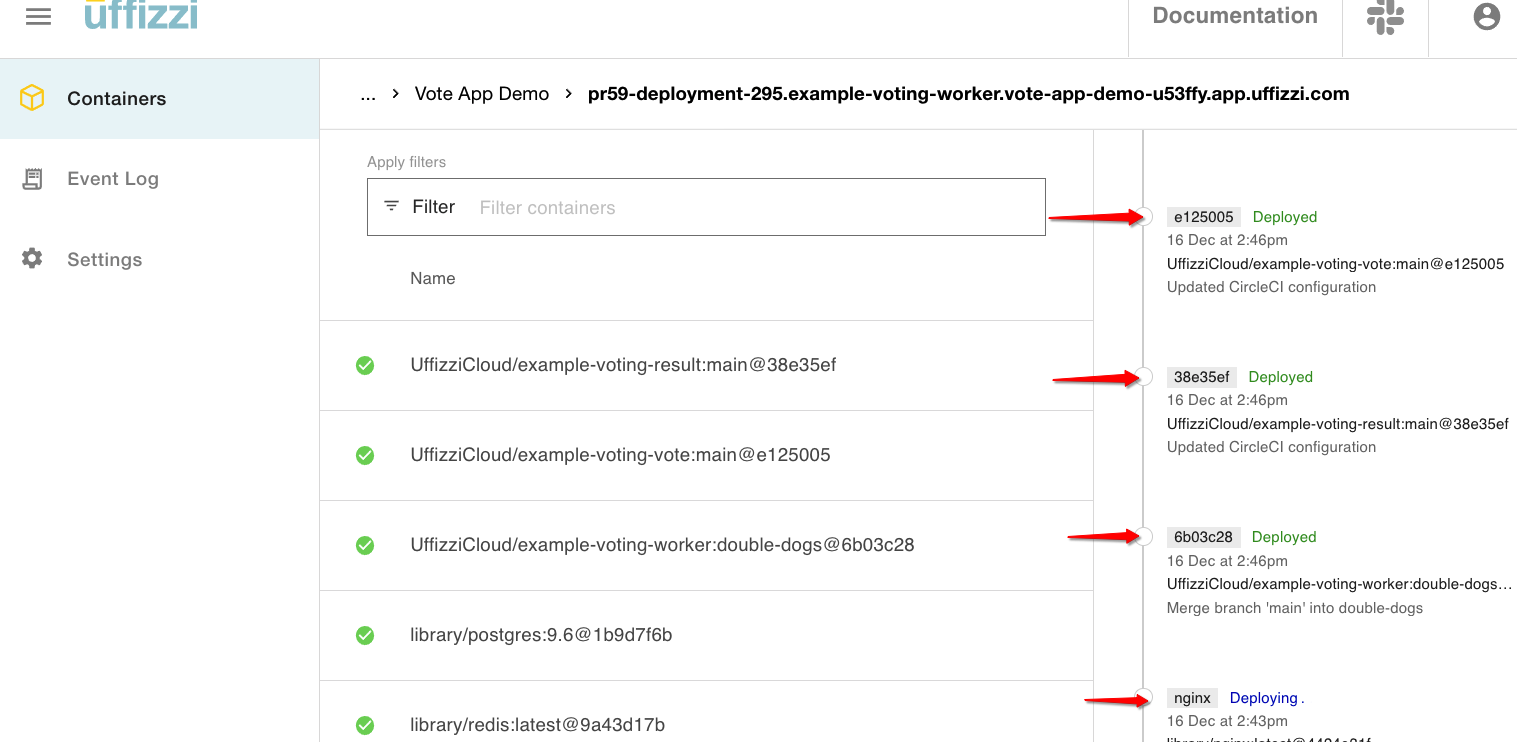 uffizzi
Documentation
Containers
Event Log
Settings
... › Vote App Demo › pr59-deployment-295.example-voting-worker.vote-app-demo-u53ffy.app.uffizzi.com
Apply filters
Filter Filter containers
Name
UffizziCloud/example-voting-result:main@38e35ef
UffizziCloud/example-voting-vote:main@e125005
UffizziCloud/example-voting-worker:double-dogs@6b03c28
library/postgres:9.6@1b9d7f6b
library/redis:latest@9a43d17b
e125005 Deployed
16 Dec at 2:46pm
UffizziCloud/example-voting-vote:main@e125005
Updated CircleCI configuration
38e35ef Deployed
16 Dec at 2:46pm
UffizziCloud/example-voting-result:main@38e35ef
Updated CircleCI configuration
6b03c28 Deployed
16 Dec at 2:46pm
UffizziCloud/example-voting-worker:double-dogs...
Merge branch 'main' into double-dogs
nginx Deploying .
16 Dec at 2:43pm